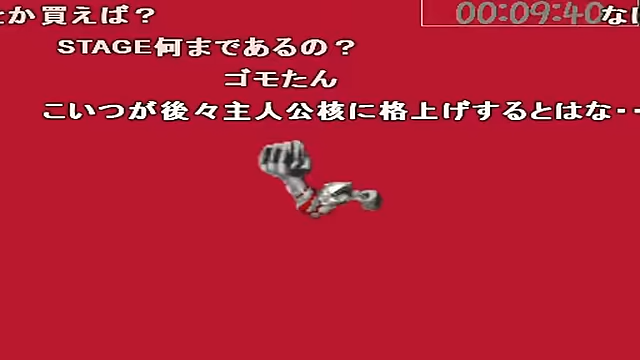 とか買えば？
00:09:40
なに
STAGE何まであるの？
ゴモたん
こいつが後々主人公核に格上げするとはな‥